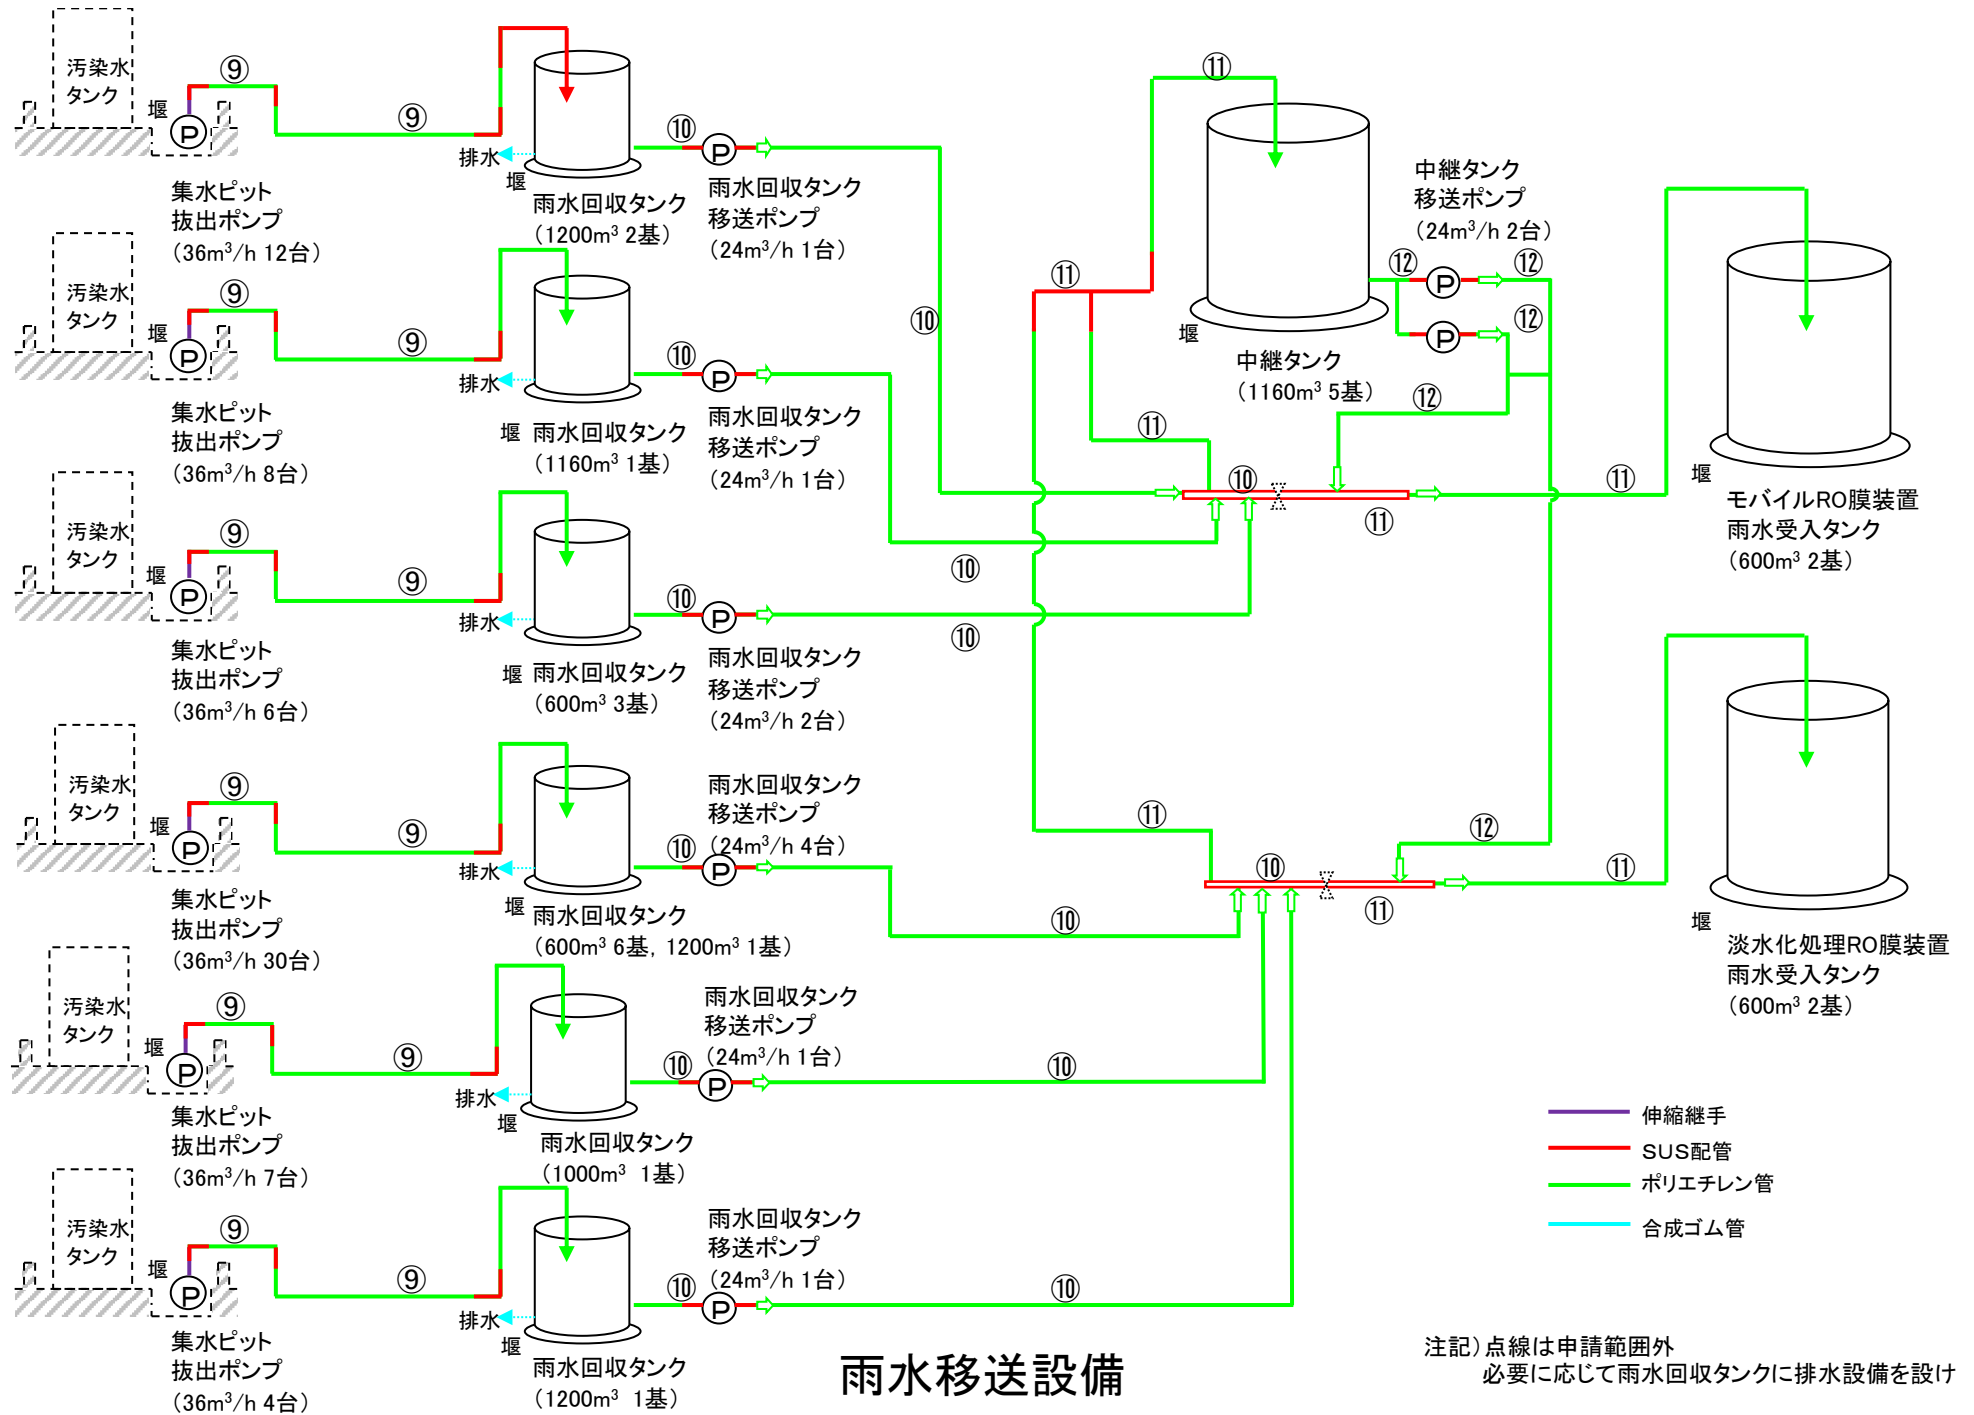 汚染水
タンク
堰
P
⑨
⑨
排水
堰
集水ピット
抜出ポンプ
(36m³/h 12台)
雨水回収タンク
(1200m³ 2基)
⑩
P
雨水回収タンク
移送ポンプ
(24m³/h 1台)
汚染水
タンク
堰
P
⑨
⑨
排水
堰
集水ピット
抜出ポンプ
(36m³/h 8台)
雨水回収タンク
(1160m³ 1基)
⑩
P
雨水回収タンク
移送ポンプ
(24m³/h 1台)
汚染水
タンク
堰
P
⑨
⑨
排水
堰
集水ピット
抜出ポンプ
(36m³/h 6台)
雨水回収タンク
(600m³ 3基)
⑩
P
雨水回収タンク
移送ポンプ
(24m³/h 2台)
汚染水
タンク
堰
P
⑨
⑨
排水
堰
集水ピット
抜出ポンプ
(36m³/h 30台)
雨水回収タンク
(600m³ 6基, 1200m³ 1基)
⑩
P
雨水回収タンク
移送ポンプ
(24m³/h 4台)
汚染水
タンク
堰
P
⑨
⑨
排水
堰
集水ピット
抜出ポンプ
(36m³/h 7台)
雨水回収タンク
(1000m³ 1基)
⑩
P
雨水回収タンク
移送ポンプ
(24m³/h 1台)
汚染水
タンク
堰
P
⑨
⑨
排水
堰
集水ピット
抜出ポンプ
(36m³/h 4台)
雨水回収タンク
(1200m³ 1基)
⑩
P
雨水回収タンク
移送ポンプ
(24m³/h 1台)
⑩
⑩
⑩
⑩
⑩
⑩
⑪
⑪
⑪
⑪
堰
中継タンク
(1160m³ 5基)
中継タンク
移送ポンプ
(24m³/h 2台)
⑫
P
⑫
P
⑫
⑫
⑫
⑩
⑪
⑪
⑩
⑪
⑪
堰
モバイルRO膜装置
雨水受入タンク
(600m³ 2基)
堰
淡水化処理RO膜装置
雨水受入タンク
(600m³ 2基)
伸縮継手
SUS配管
ポリエチレン管
合成ゴム管
雨水移送設備
注記)点線は申請範囲外
必要に応じて雨水回収タンクに排水設備を設け